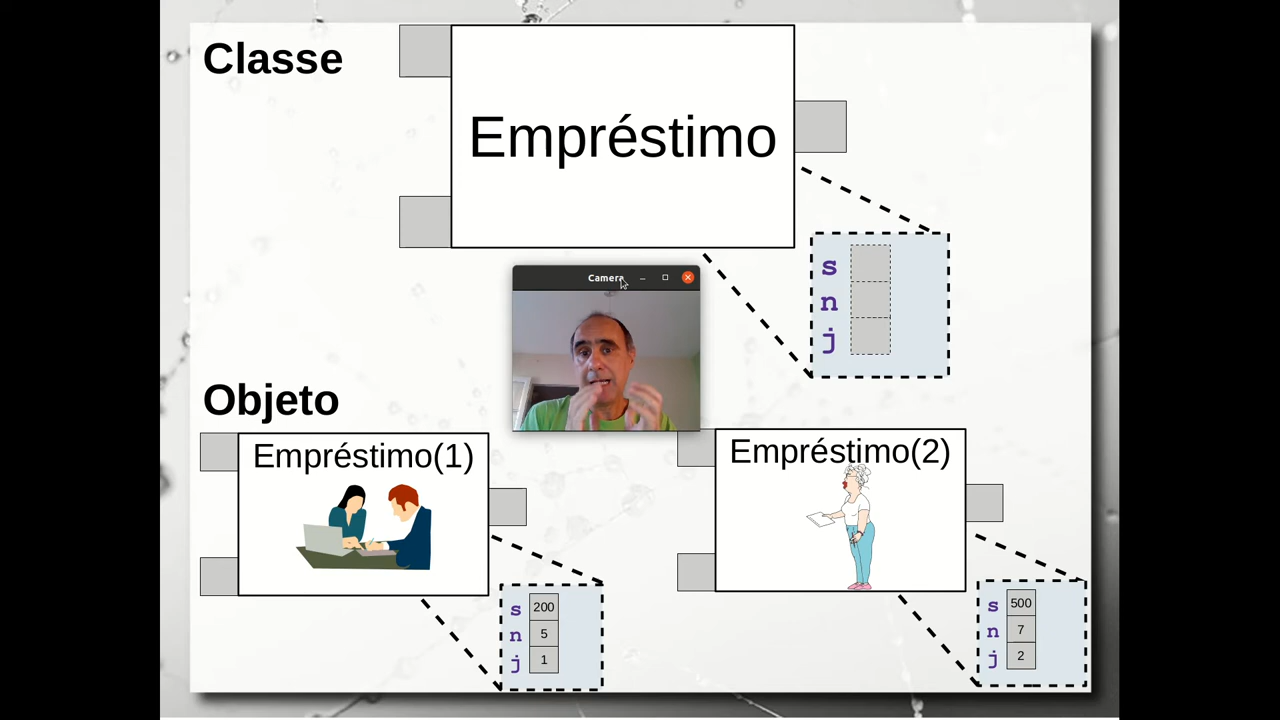 Classe
Empréstimo
s
n
j
Camera
Objeto
Empréstimo(1)
s 200
n 5
j 1
Empréstimo(2)
s 500
n 7
j 2